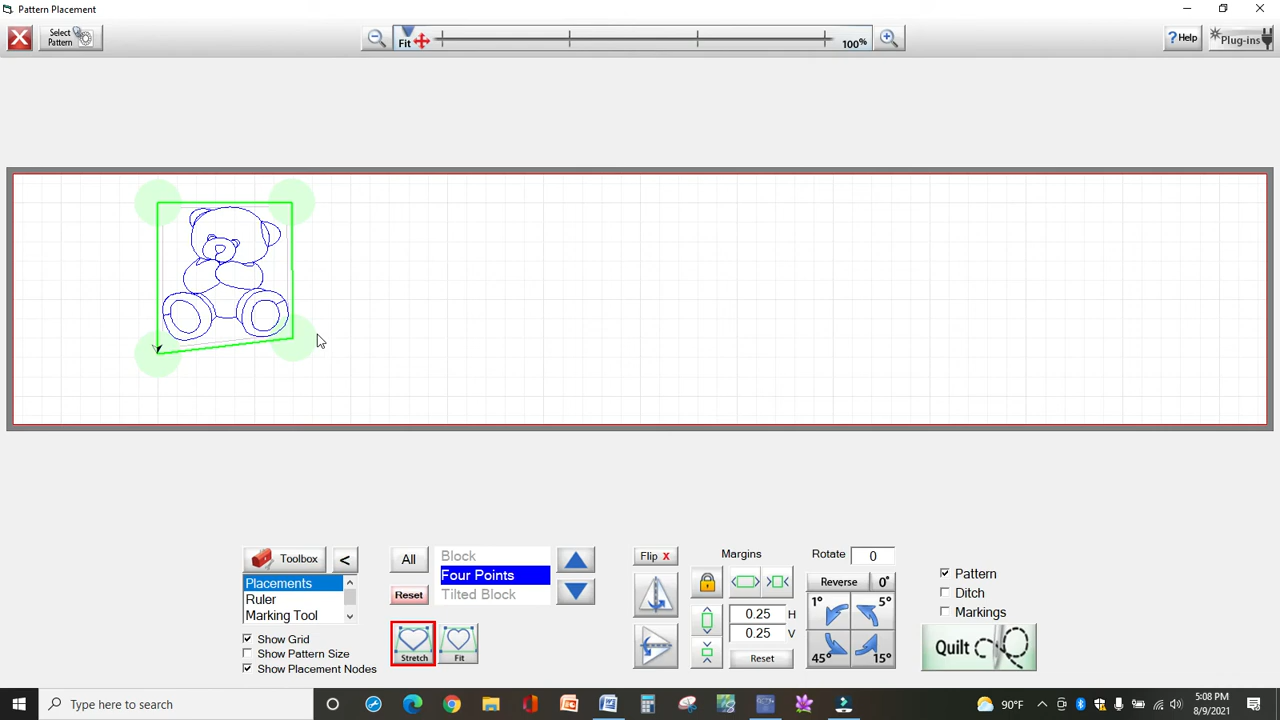 Pattern Placement
Select Pattern
Fit
100%
?Help
Plug-ins
Toolbox
<
Placements
Ruler
Marking Tool
Show Grid
Show Pattern Size
Show Placement Nodes
All
Reset
Block
Four Points
Tilted Block
Stretch
Fit
Flip x
Margins
0.25 H
0.25 V
Reset
Rotate 0
Reverse 0°
1° 5°
45° 15°
Pattern
Ditch
Markings
Quilt
Type here to search
90°F
5:08 PM
8/9/2021